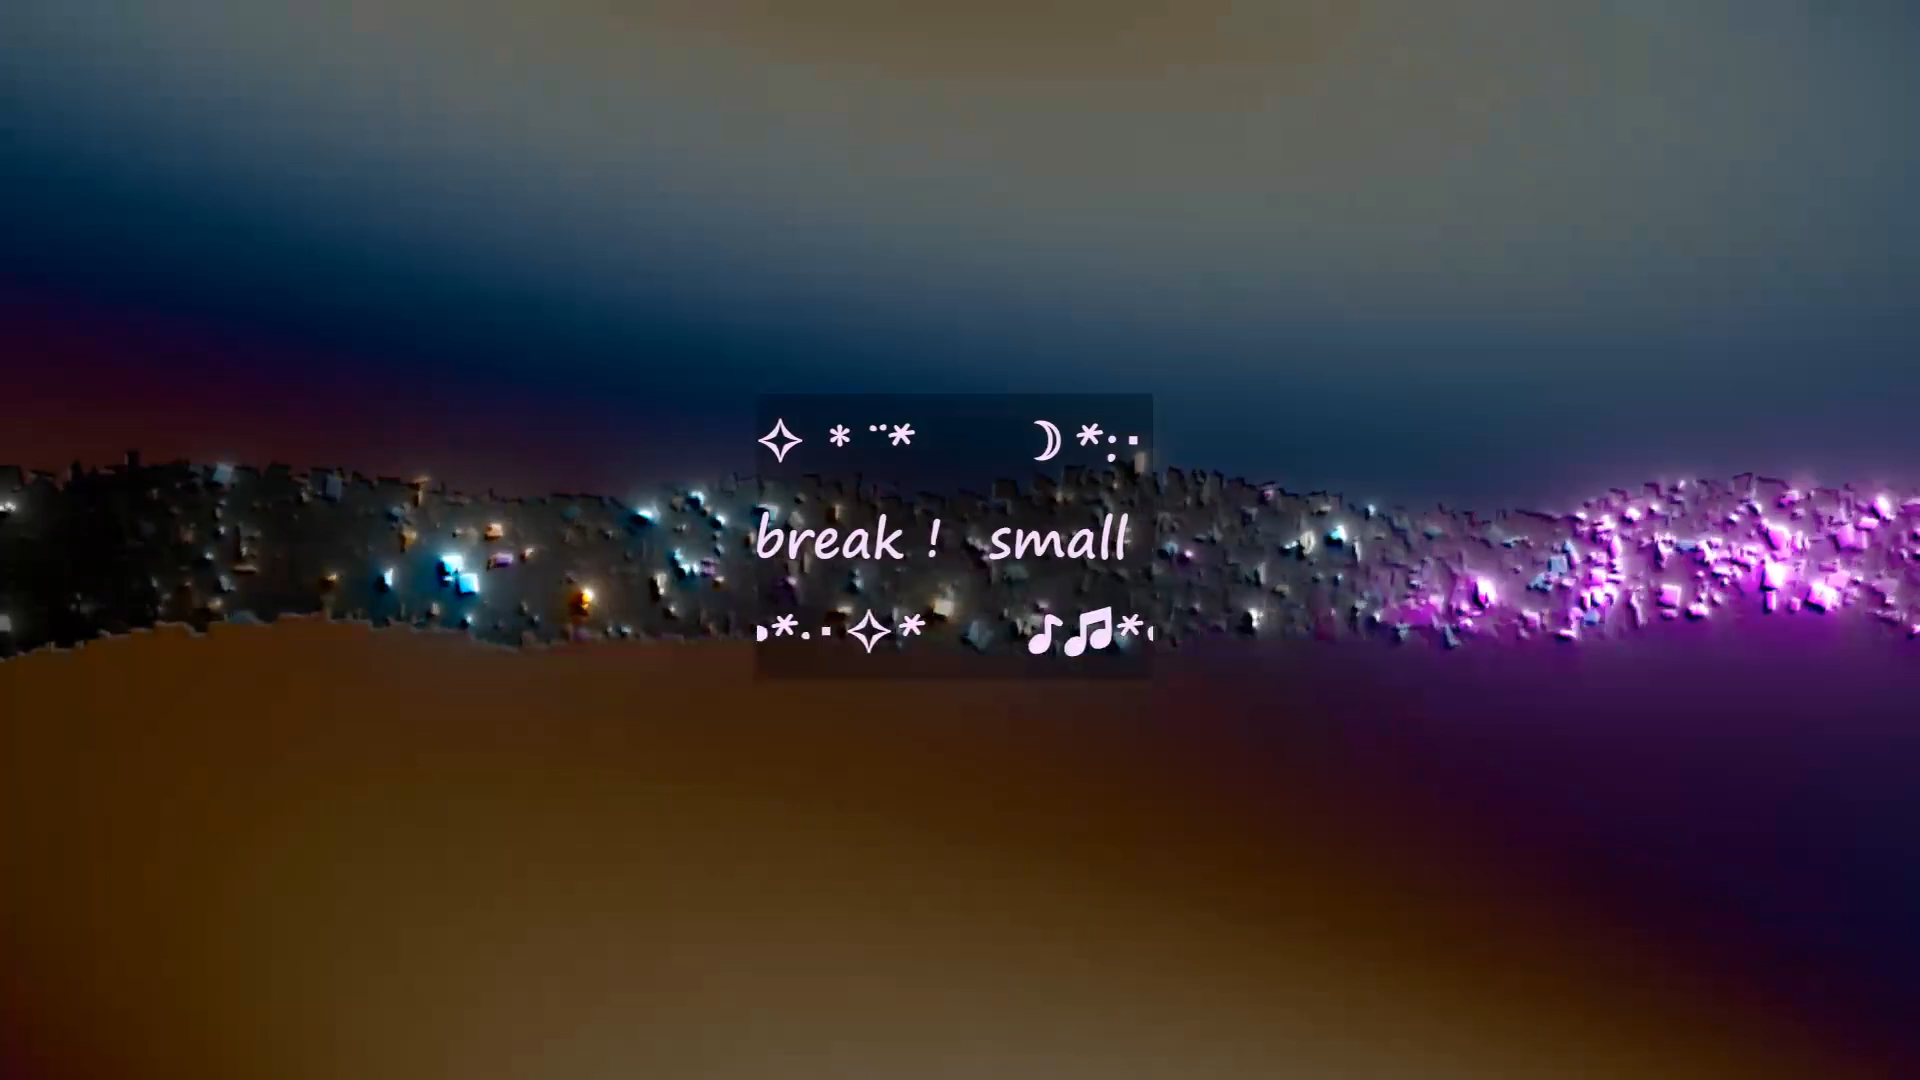 ✧ * ¨* ☽ *:·
break ! small
*.· ✧* ♪♫*